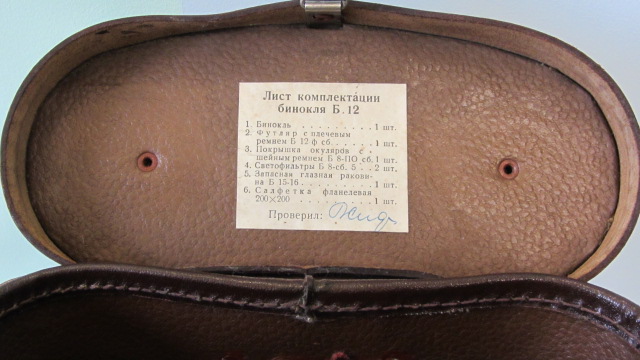 Лист комплектации
бинокля Б.12
1. Бинокль . . . . . . . . . 1 шт.
2. Футляр с плечевым
ремнем Б 12 ф сб. . . . . 1 шт.
3. Покрышка окуляров с
шейным ремнем Б 8-ПО сб. 1 шт.
4. Светофильтры Б 8-сб. 5 . . 2 шт.
5. Запасная глазная ракови-
на Б 15-16 . . . . . . . . . 1 шт.
6. Салфетка фланелевая
200×200 . . . . . . . . . 1 шт.
Проверил: